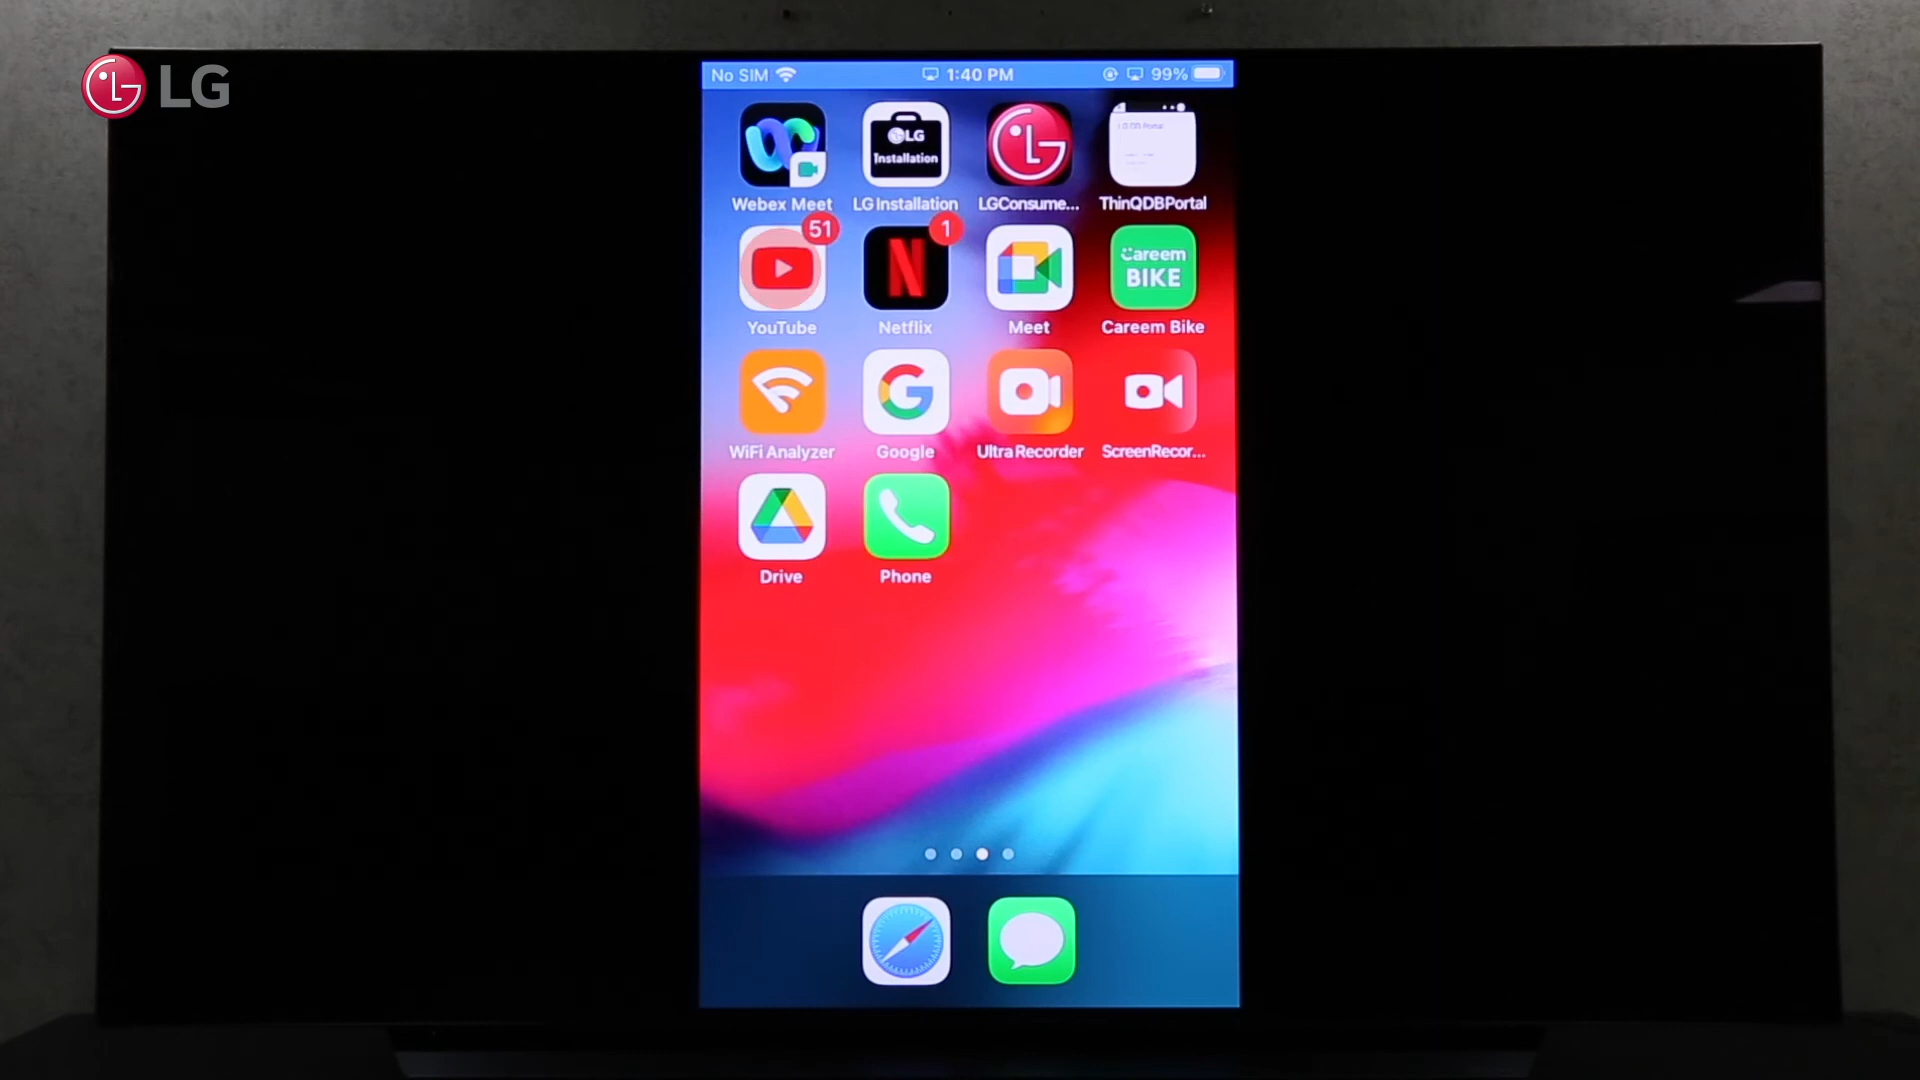 LG
No SIM 1:40 PM 99%
LG
Installation
Webex Meet LG Installation LGConsume... ThinQDBPortal
51 1
Careem
BIKE
YouTube Netflix Meet Careem Bike
WiFi Analyzer Google Ultra Recorder ScreenRecor...
Drive Phone